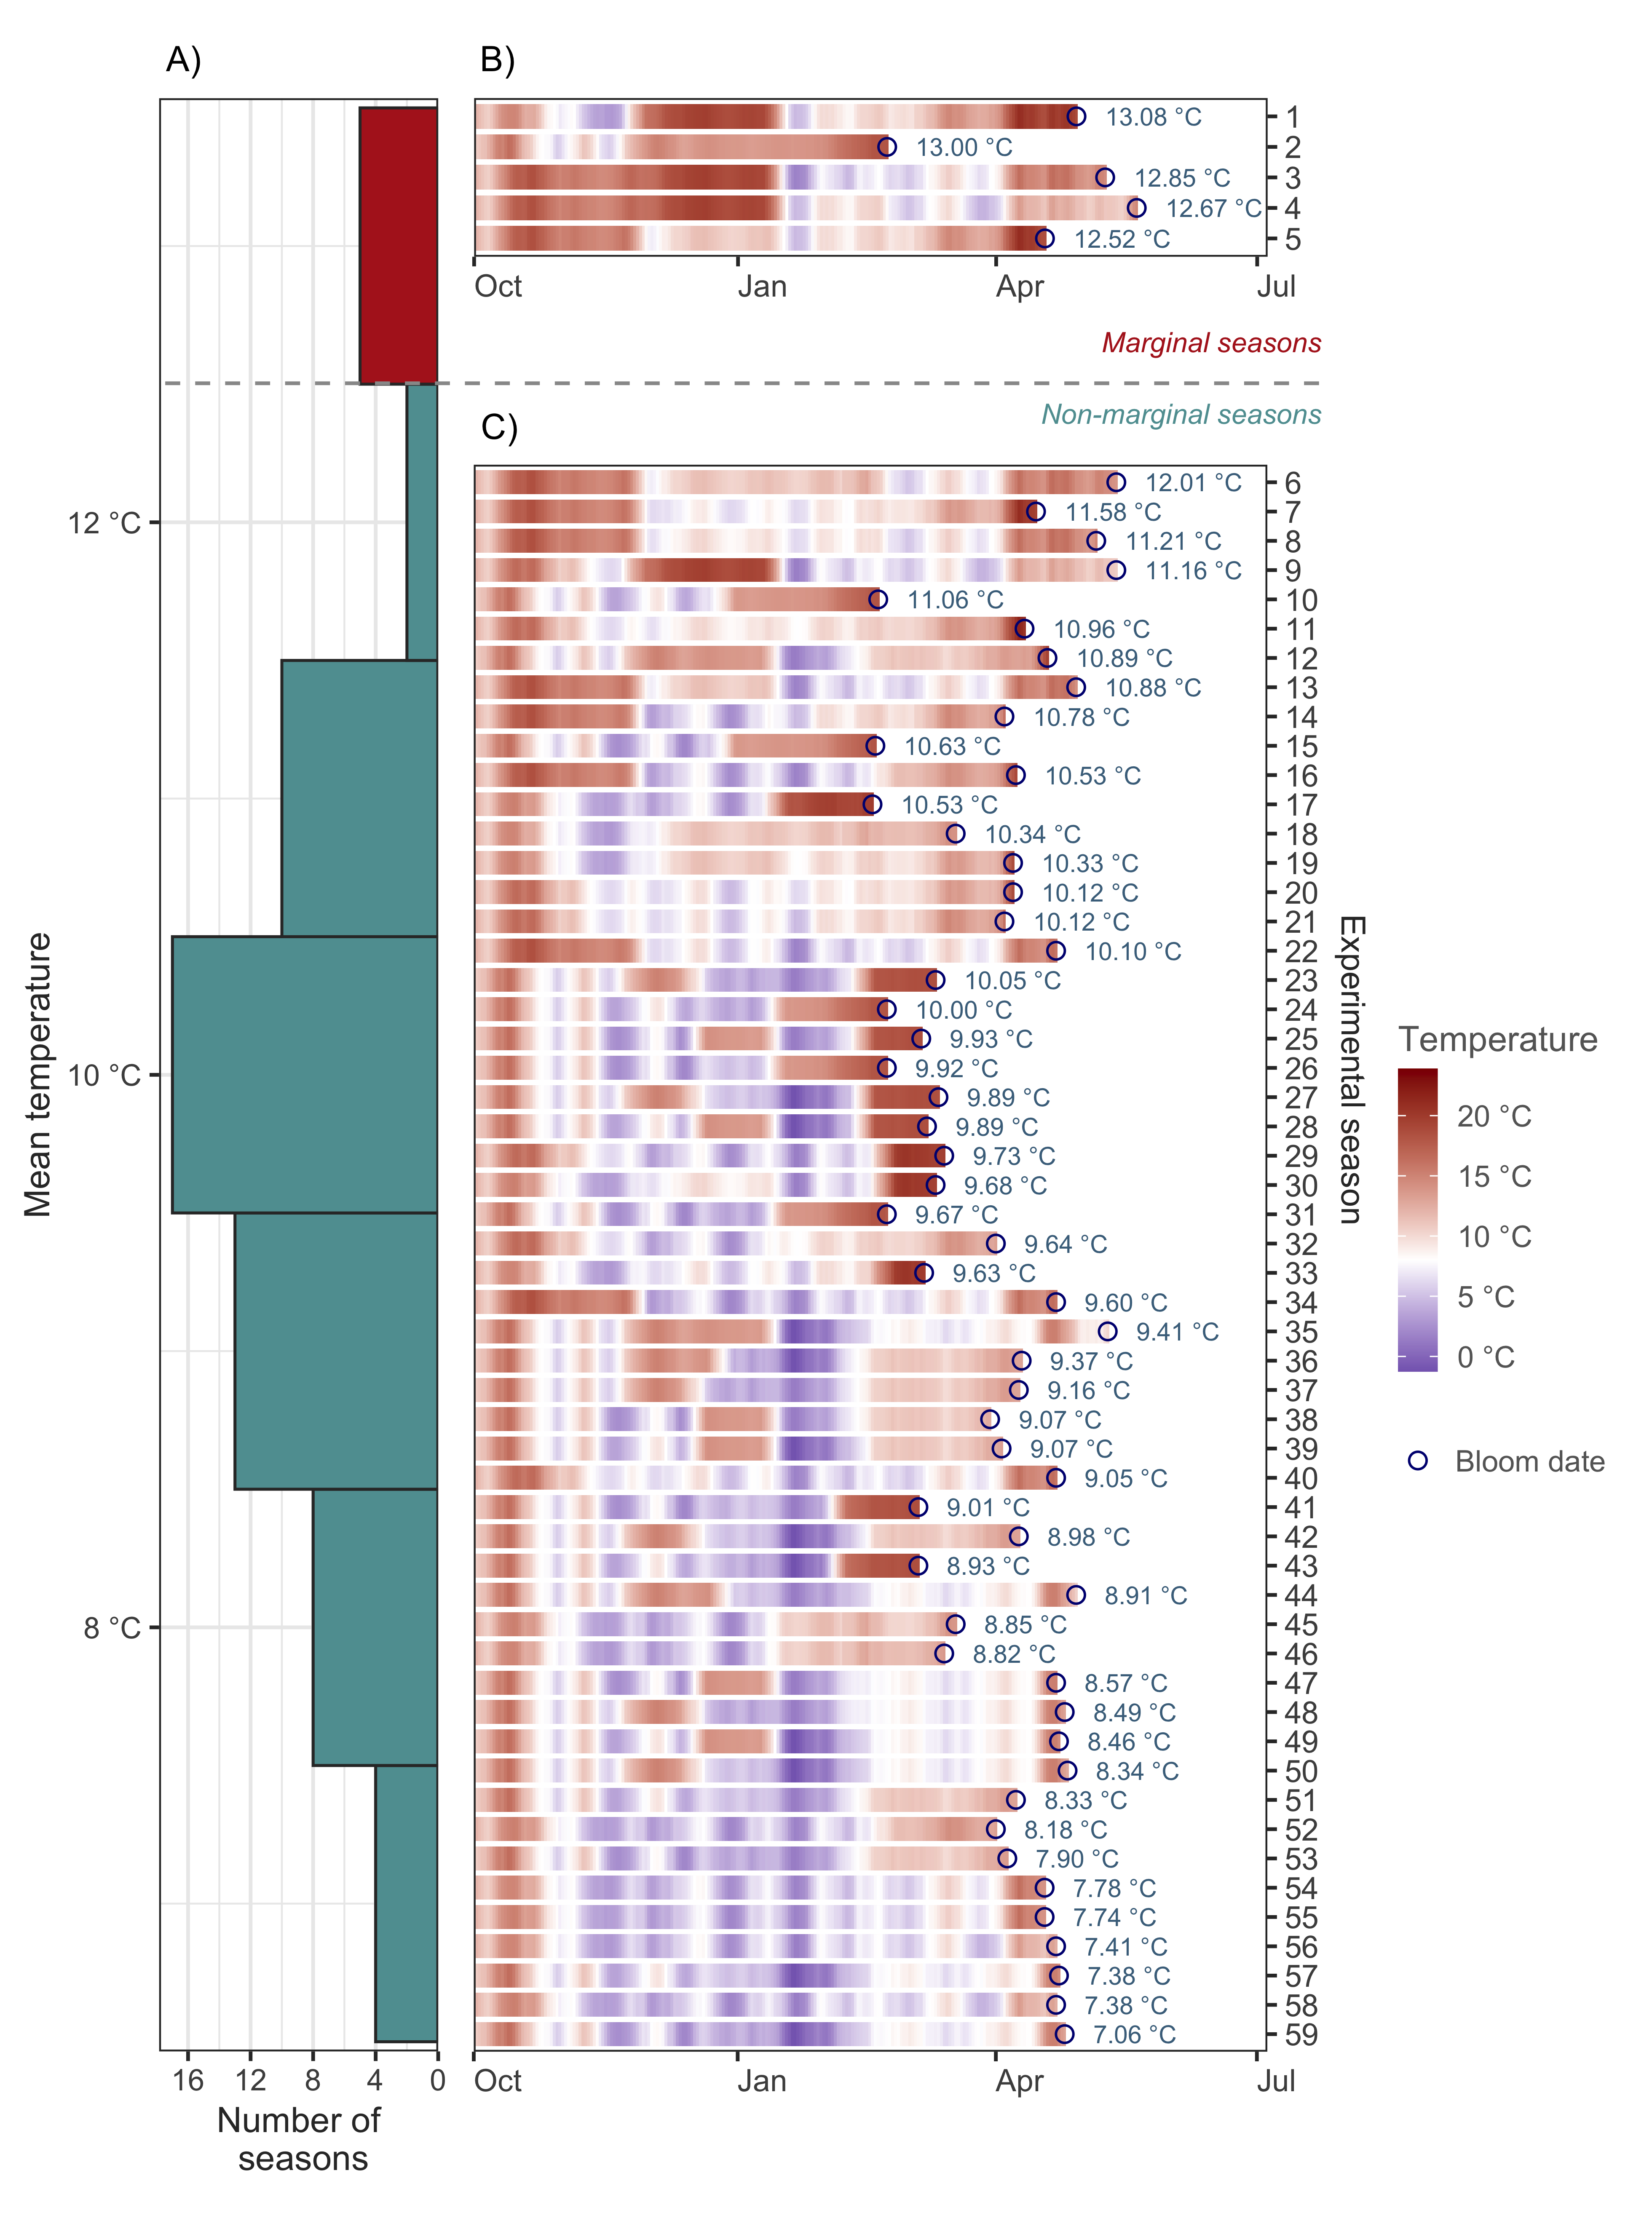 A)
B)
13.08 °C 1
13.00 °C 2
12.85 °C 3
12.67 °C 4
12.52 °C 5
Oct Jan Apr Jul
Marginal seasons
Non-marginal seasons
C)
12.01 °C 6
11.58 °C 7
11.21 °C 8
11.16 °C 9
11.06 °C 10
10.96 °C 11
10.89 °C 12
10.88 °C 13
10.78 °C 14
10.63 °C 15
10.53 °C 16
10.53 °C 17
10.34 °C 18
10.33 °C 19
10.12 °C 20
10.12 °C 21
10.10 °C 22
10.05 °C 23
10.00 °C 24
9.93 °C 25
9.92 °C 26
9.89 °C 27
9.89 °C 28
9.73 °C 29
9.68 °C 30
9.67 °C 31
9.64 °C 32
9.63 °C 33
9.60 °C 34
9.41 °C 35
9.37 °C 36
9.16 °C 37
9.07 °C 38
9.07 °C 39
9.05 °C 40
9.01 °C 41
8.98 °C 42
8.93 °C 43
8.91 °C 44
8.85 °C 45
8.82 °C 46
8.57 °C 47
8.49 °C 48
8.46 °C 49
8.34 °C 50
8.33 °C 51
8.18 °C 52
7.90 °C 53
7.78 °C 54
7.74 °C 55
7.41 °C 56
7.38 °C 57
7.38 °C 58
7.06 °C 59
Oct Jan Apr Jul
Experimental season
Mean temperature
12 °C
10 °C
8 °C
16 12 8 4 0
Number of
seasons
Temperature
20 °C
15 °C
10 °C
5 °C
0 °C
Bloom date